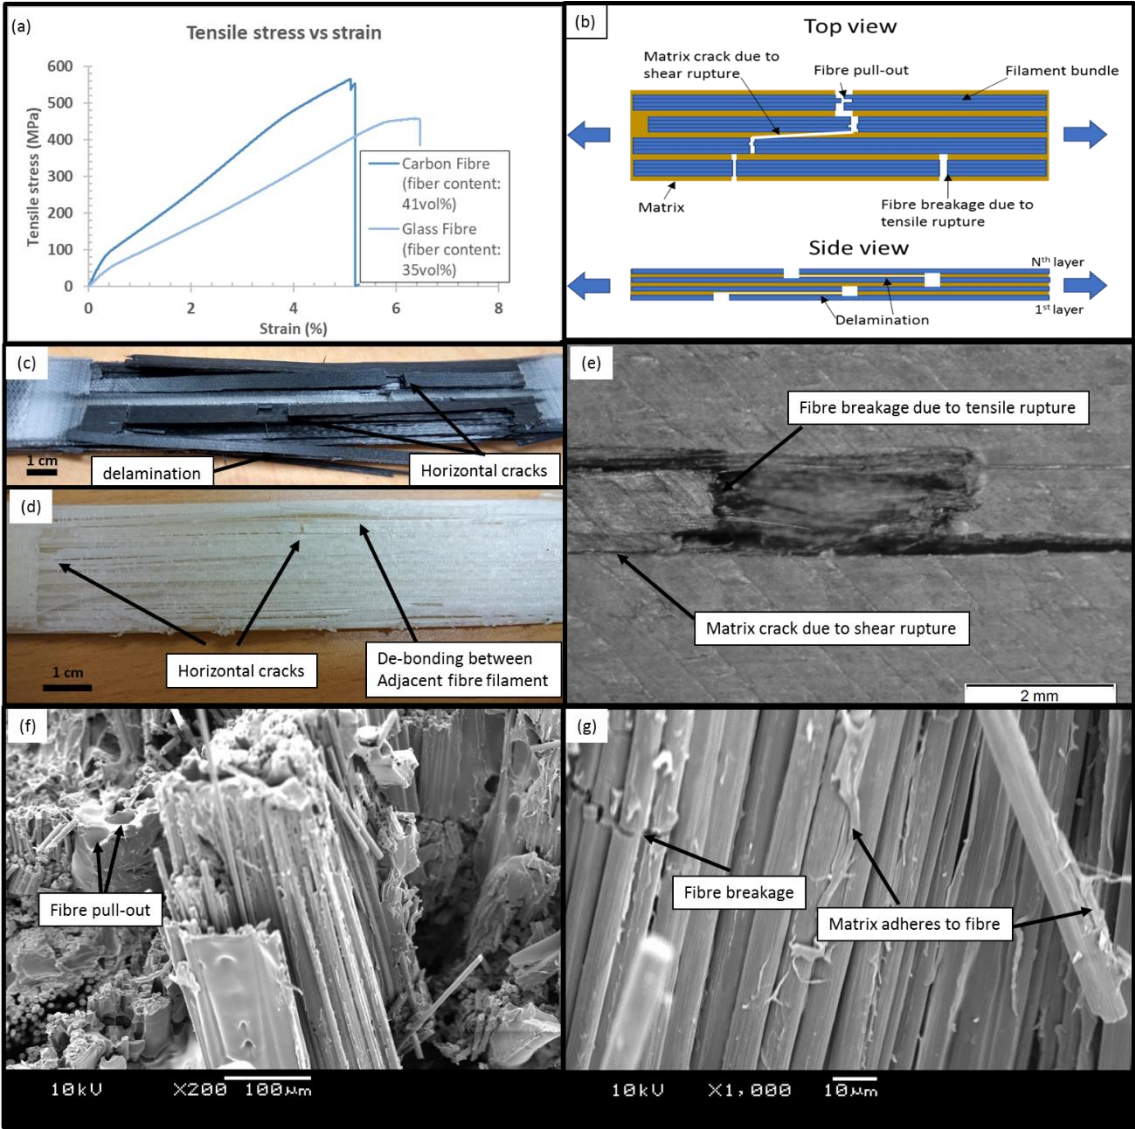 (a)
Tensile stress vs strain
Tensile stress (MPa)
600
500
400
300
200
100
0
0
2
4
6
8
Strain (%)
Carbon Fibre
(fiber content:
41vol%)
Glass Fibre
(fiber content:
35vol%)
(b)
Top view
Matrix crack due to
shear rupture
Fibre pull-out
Filament bundle
Matrix
Fibre breakage due to
tensile rupture
Side view
Nth layer
Delamination
1st layer
(c)
1 cm
delamination
Horizontal cracks
(d)
1 cm
Horizontal cracks
De-bonding between
Adjacent fibre filament
(e)
Fibre breakage due to tensile rupture
Matrix crack due to shear rupture
2 mm
(f)
Fibre pull-out
10kV X200 100μm
(g)
Fibre breakage
Matrix adheres to fibre
10kV X1,000 10μm